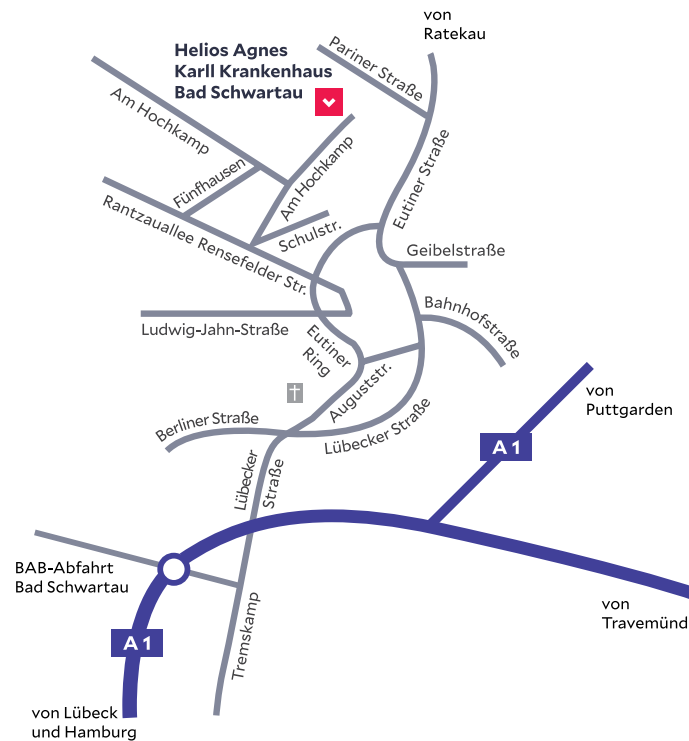 von
Ratekau
Helios Agnes
Karll Krankenhaus
Bad Schwartau
Pariner Straße
Am Hochkamp
Fünfhausen
Am Hochkamp
Eutiner Straße
Rantzauallee Rensefelder Str.
Schulstr.
Geibelstraße
Ludwig-Jahn-Straße
Eutiner
Ring
Bahnhofstraße
Auguststr.
von
Puttgarden
Berliner Straße
Lübecker Straße
A 1
Lübecker
Straße
BAB-Abfahrt
Bad Schwartau
von
Travemünd
Tremskamp
A 1
von Lübeck
und Hamburg